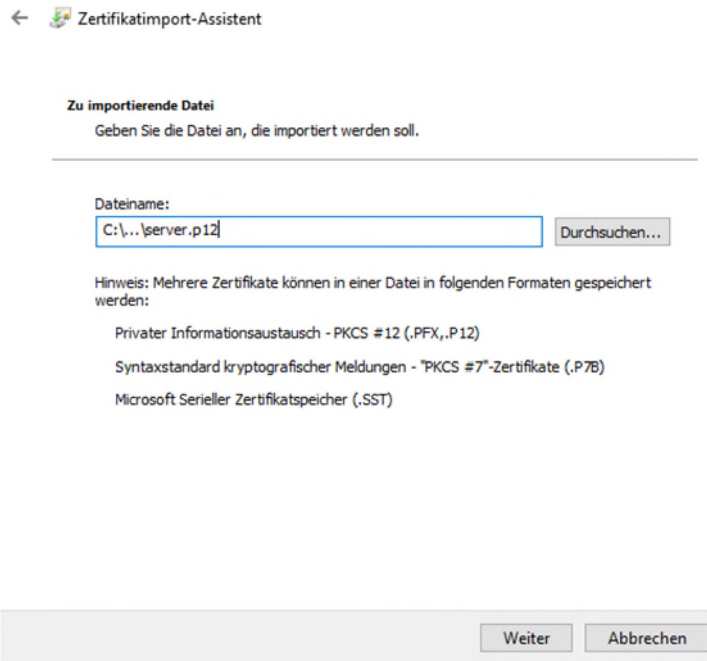 Zertifikatimport-Assistent
Zu importierende Datei
Geben Sie die Datei an, die importiert werden soll.
Dateiname:
C:\...\server.p12
Durchsuchen...
Hinweis: Mehrere Zertifikate können in einer Datei in folgenden Formaten gespeichert
werden:
Privater Informationsaustausch - PKCS #12 (.PFX,.P12)
Syntaxstandard kryptografischer Meldungen - "PKCS #7"-Zertifikate (.P7B)
Microsoft Serieller Zertifikatspeicher (.SST)
Weiter
Abbrechen